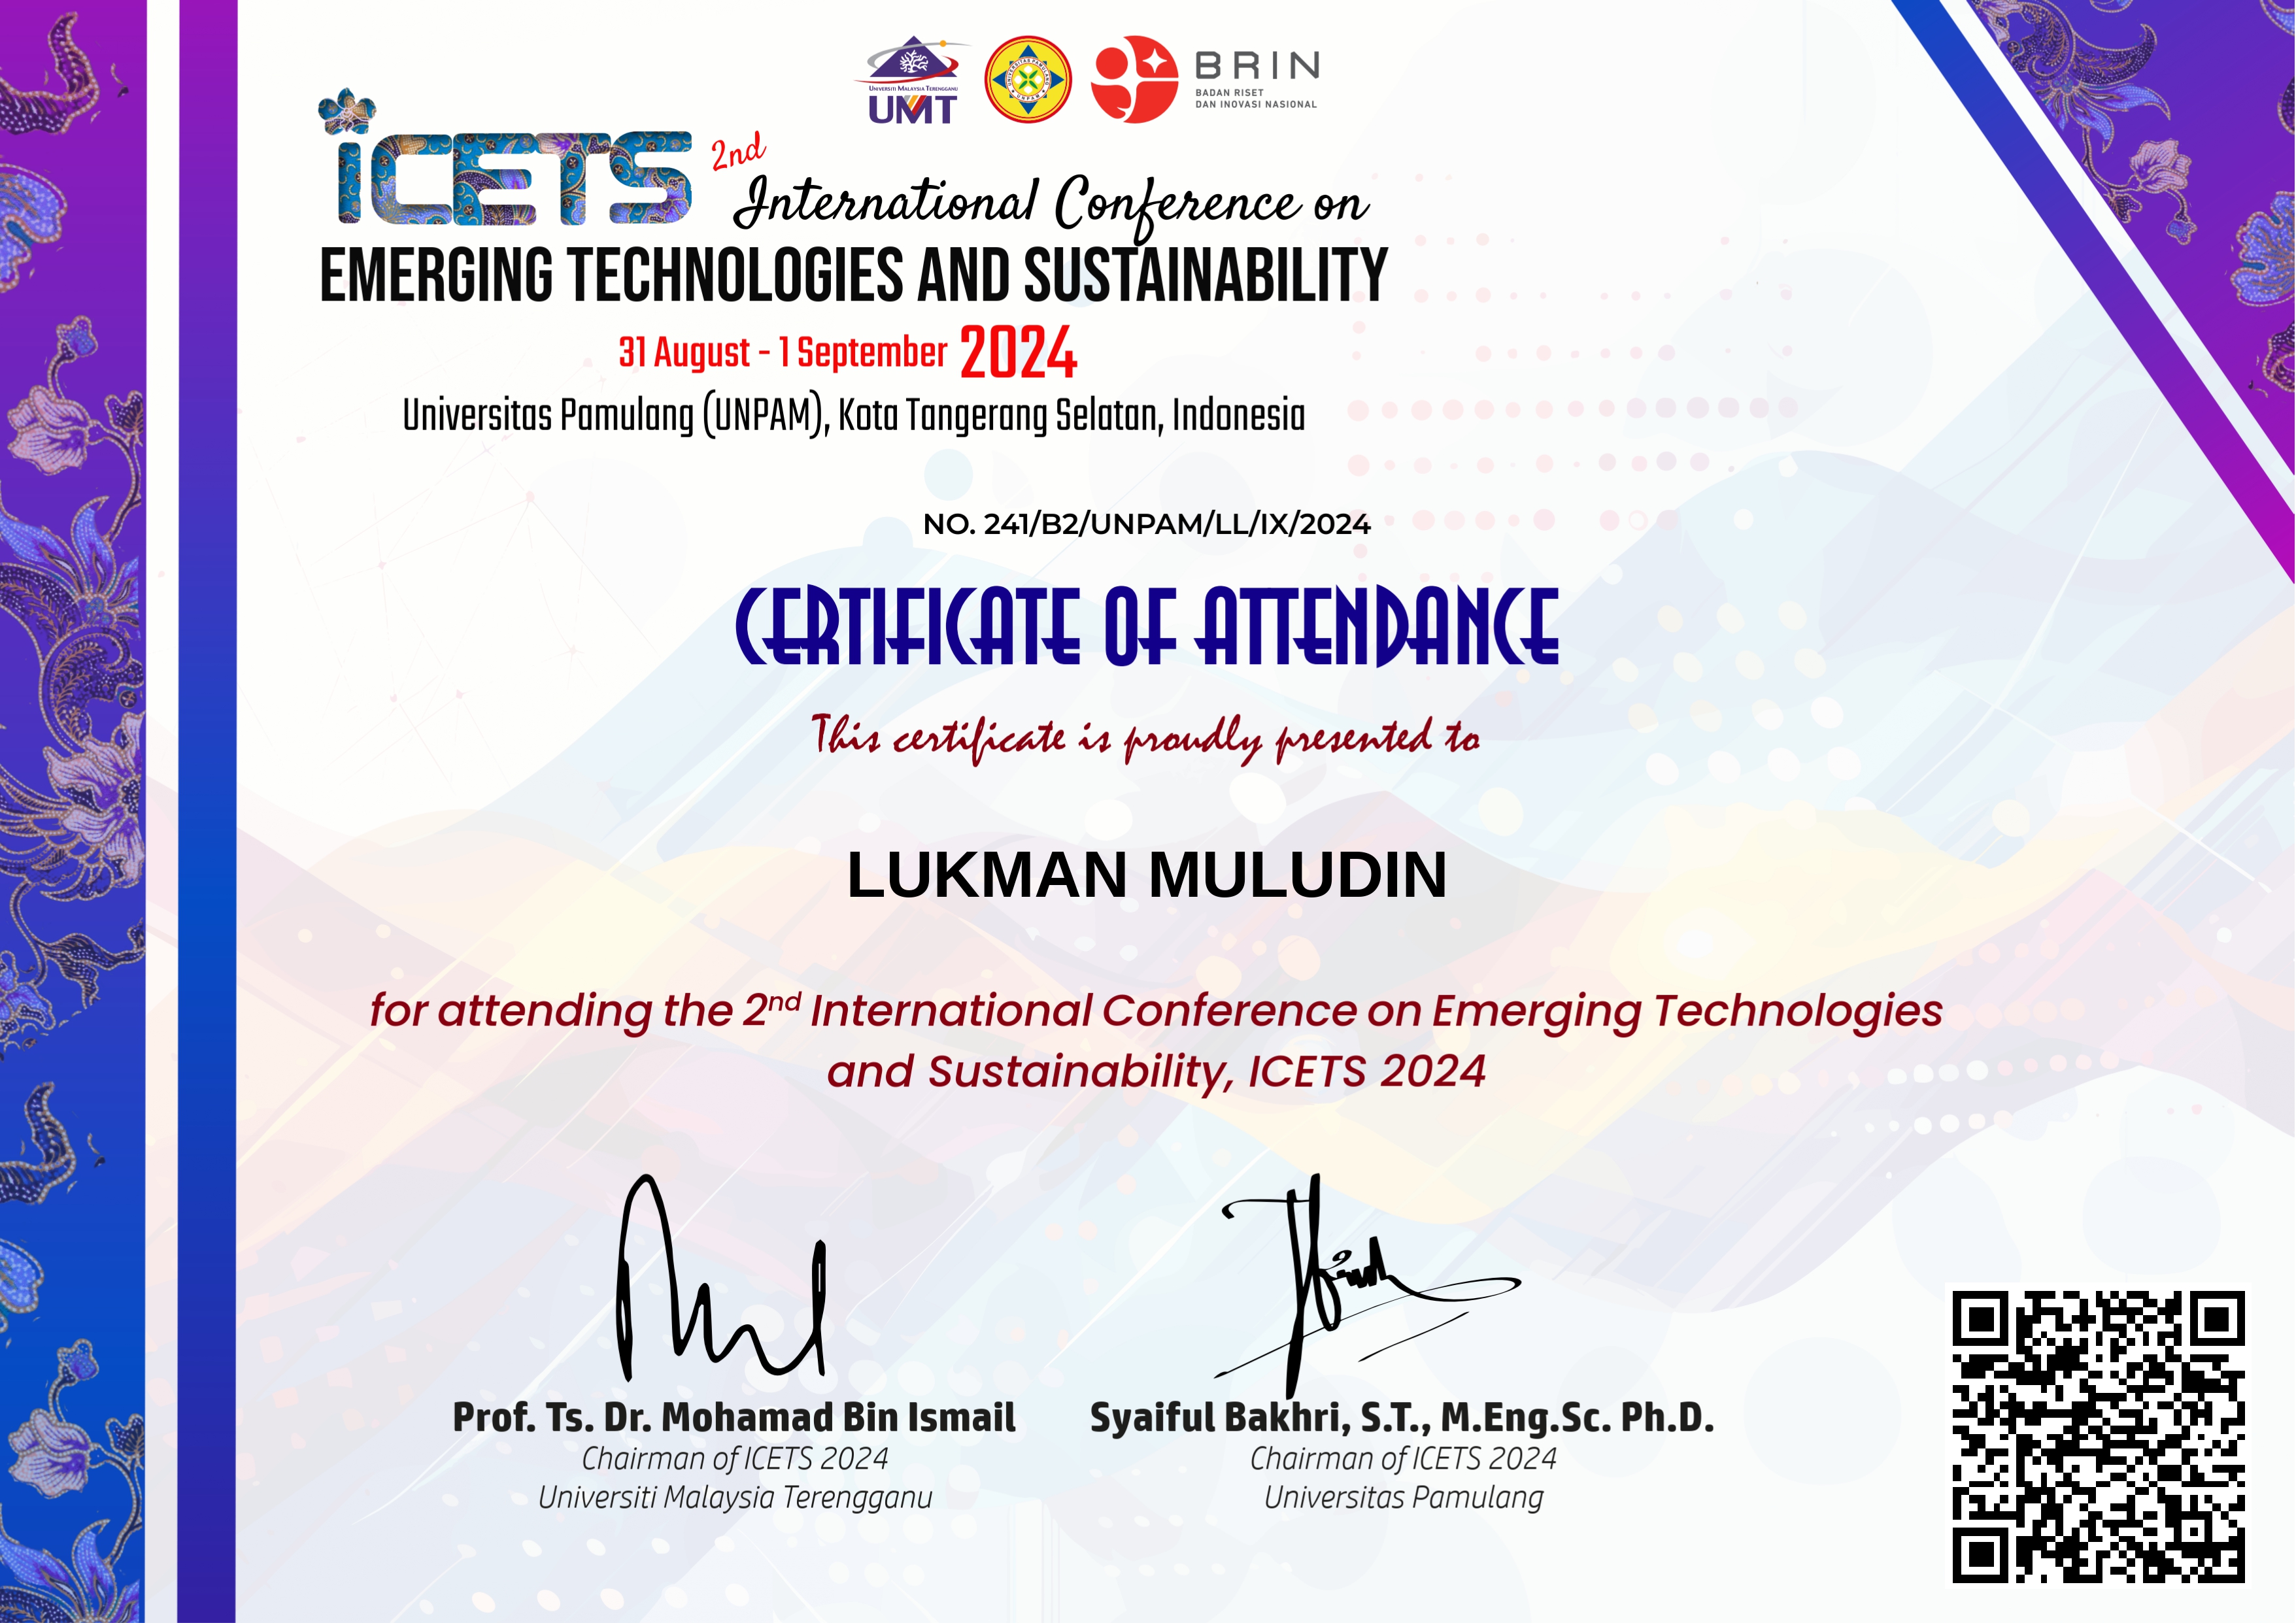 UNIVERSITI MALAYSIA TERENGGANU
UMT
UNIVERSITAS PAMULANG
UNPAM
BRIN
BADAN RISET
DAN INOVASI NASIONAL
iCETS
2nd
International Conference on
EMERGING TECHNOLOGIES AND SUSTAINABILITY
31 August - 1 September 2024
Universitas Pamulang (UNPAM), Kota Tangerang Selatan, Indonesia
NO. 241/B2/UNPAM/LL/IX/2024
CERTIFICATE OF ATTENDANCE
This certificate is proudly presented to
LUKMAN MULUDIN
for attending the 2nd International Conference on Emerging Technologies
and Sustainability, ICETS 2024
Prof. Ts. Dr. Mohamad Bin Ismail
Chairman of ICETS 2024
Universiti Malaysia Terengganu
Syaiful Bakhri, S.T., M.Eng.Sc. Ph.D.
Chairman of ICETS 2024
Universitas Pamulang